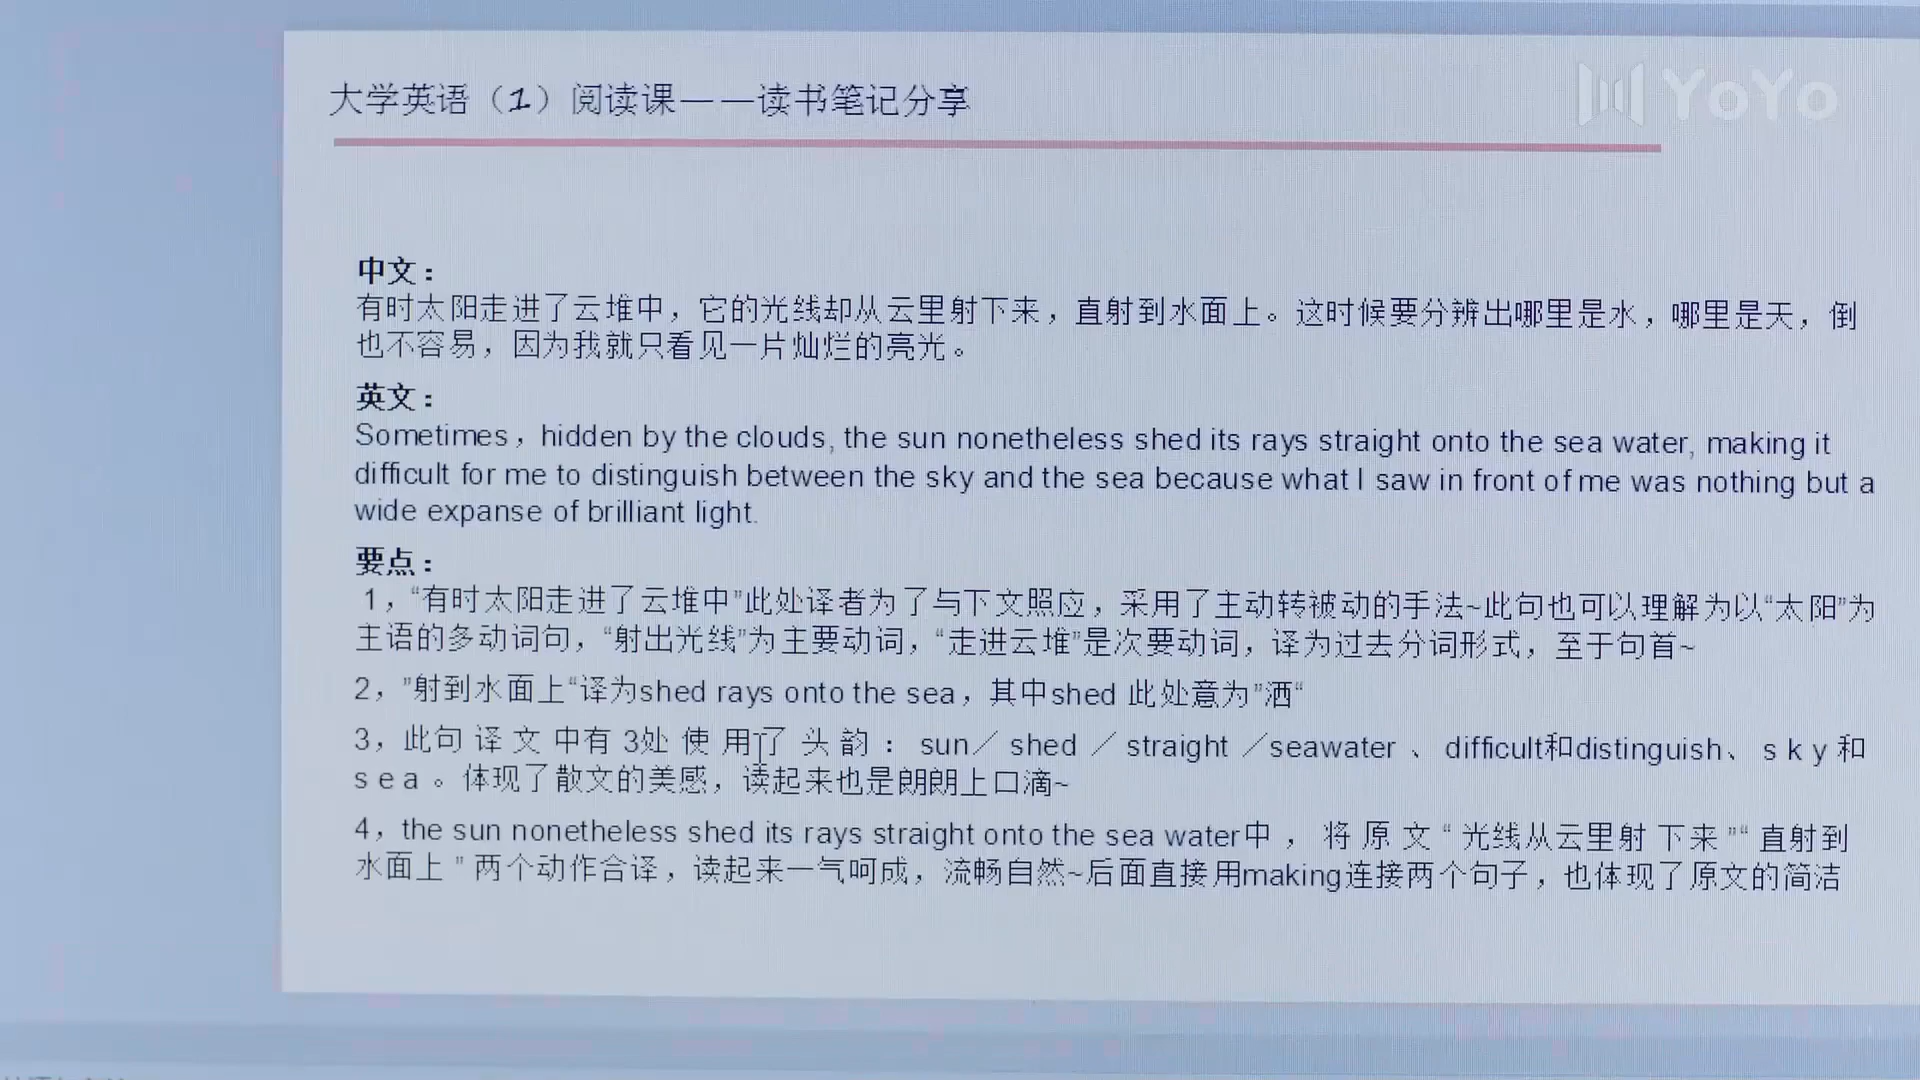 YoYo
大学英语（1）阅读课——读书笔记分享
中文：
有时太阳走进了云堆中，它的光线却从云里射下来，直射到水面上。这时候要分辨出哪里是水，哪里是天，倒
也不容易，因为我就只看见一片灿烂的亮光。
英文：
Sometimes，hidden by the clouds, the sun nonetheless shed its rays straight onto the sea water, making it
difficult for me to distinguish between the sky and the sea because what I saw in front of me was nothing but a
wide expanse of brilliant light.
要点：
1，“有时太阳走进了云堆中”此处译者为了与下文照应，采用了主动转被动的手法~此句也可以理解为以“太阳”为
主语的多动词句，“射出光线”为主要动词，“走进云堆”是次要动词，译为过去分词形式，至于句首~
2，”射到水面上“译为shed rays onto the sea，其中shed 此处意为”洒“
3，此句译文中有3处使用了头韵：sun／ shed ／ straight ／seawater 、 difficult和distinguish、 s k y 和
s e a 。体现了散文的美感，读起来也是朗朗上口滴~
4，the sun nonetheless shed its rays straight onto the sea water中，将原文“光线从云里射下来”“直射到
水面上”两个动作合译，读起来一气呵成，流畅自然~后面直接用making连接两个句子，也体现了原文的简洁